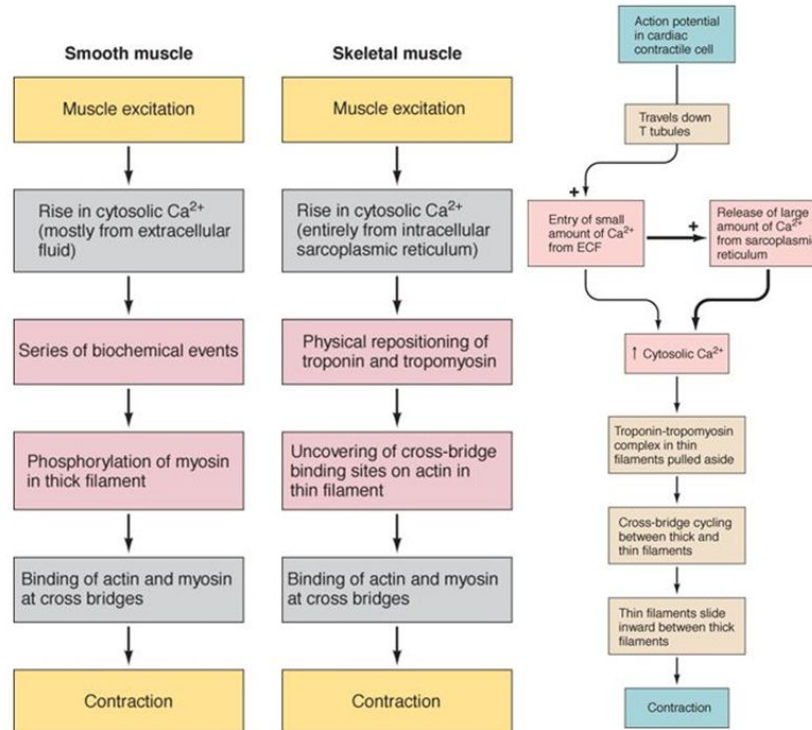 Smooth muscle
Muscle excitation
Rise in cytosolic Ca²⁺
(mostly from extracellular
fluid)
Series of biochemical events
Phosphorylation of myosin
in thick filament
Binding of actin and myosin
at cross bridges
Contraction
Skeletal muscle
Muscle excitation
Rise in cytosolic Ca²⁺
(entirely from intracellular
sarcoplasmic reticulum)
Physical repositioning of
troponin and tropomyosin
Uncovering of cross-bridge
binding sites on actin in
thin filament
Binding of actin and myosin
at cross bridges
Contraction
Action potential
in cardiac
contractile cell
Travels down
T tubules
+
Entry of small
amount of Ca²⁺
from ECF
+
Release of large
amount of Ca²⁺
from sarcoplasmic
reticulum
↑ Cytosolic Ca²⁺
Troponin-tropomyosin
complex in thin
filaments pulled aside
Cross-bridge cycling
between thick and
thin filaments
Thin filaments slide
inward between thick
filaments
Contraction